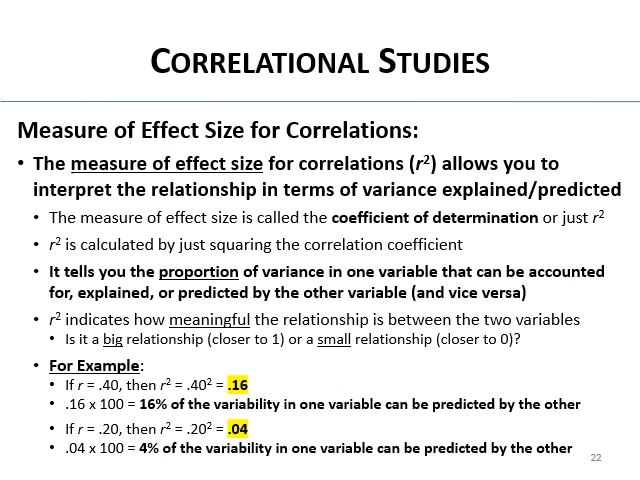 CORRELATIONAL STUDIES
Measure of Effect Size for Correlations:
• The measure of effect size for correlations (r²) allows you to
interpret the relationship in terms of variance explained/predicted
• The measure of effect size is called the coefficient of determination or just r²
• r² is calculated by just squaring the correlation coefficient
• It tells you the proportion of variance in one variable that can be accounted
for, explained, or predicted by the other variable (and vice versa)
• r² indicates how meaningful the relationship is between the two variables
• Is it a big relationship (closer to 1) or a small relationship (closer to 0)?
• For Example:
• If r = .40, then r² = .40² = .16
• .16 x 100 = 16% of the variability in one variable can be predicted by the other
• If r = .20, then r² = .20² = .04
• .04 x 100 = 4% of the variability in one variable can be predicted by the other
22